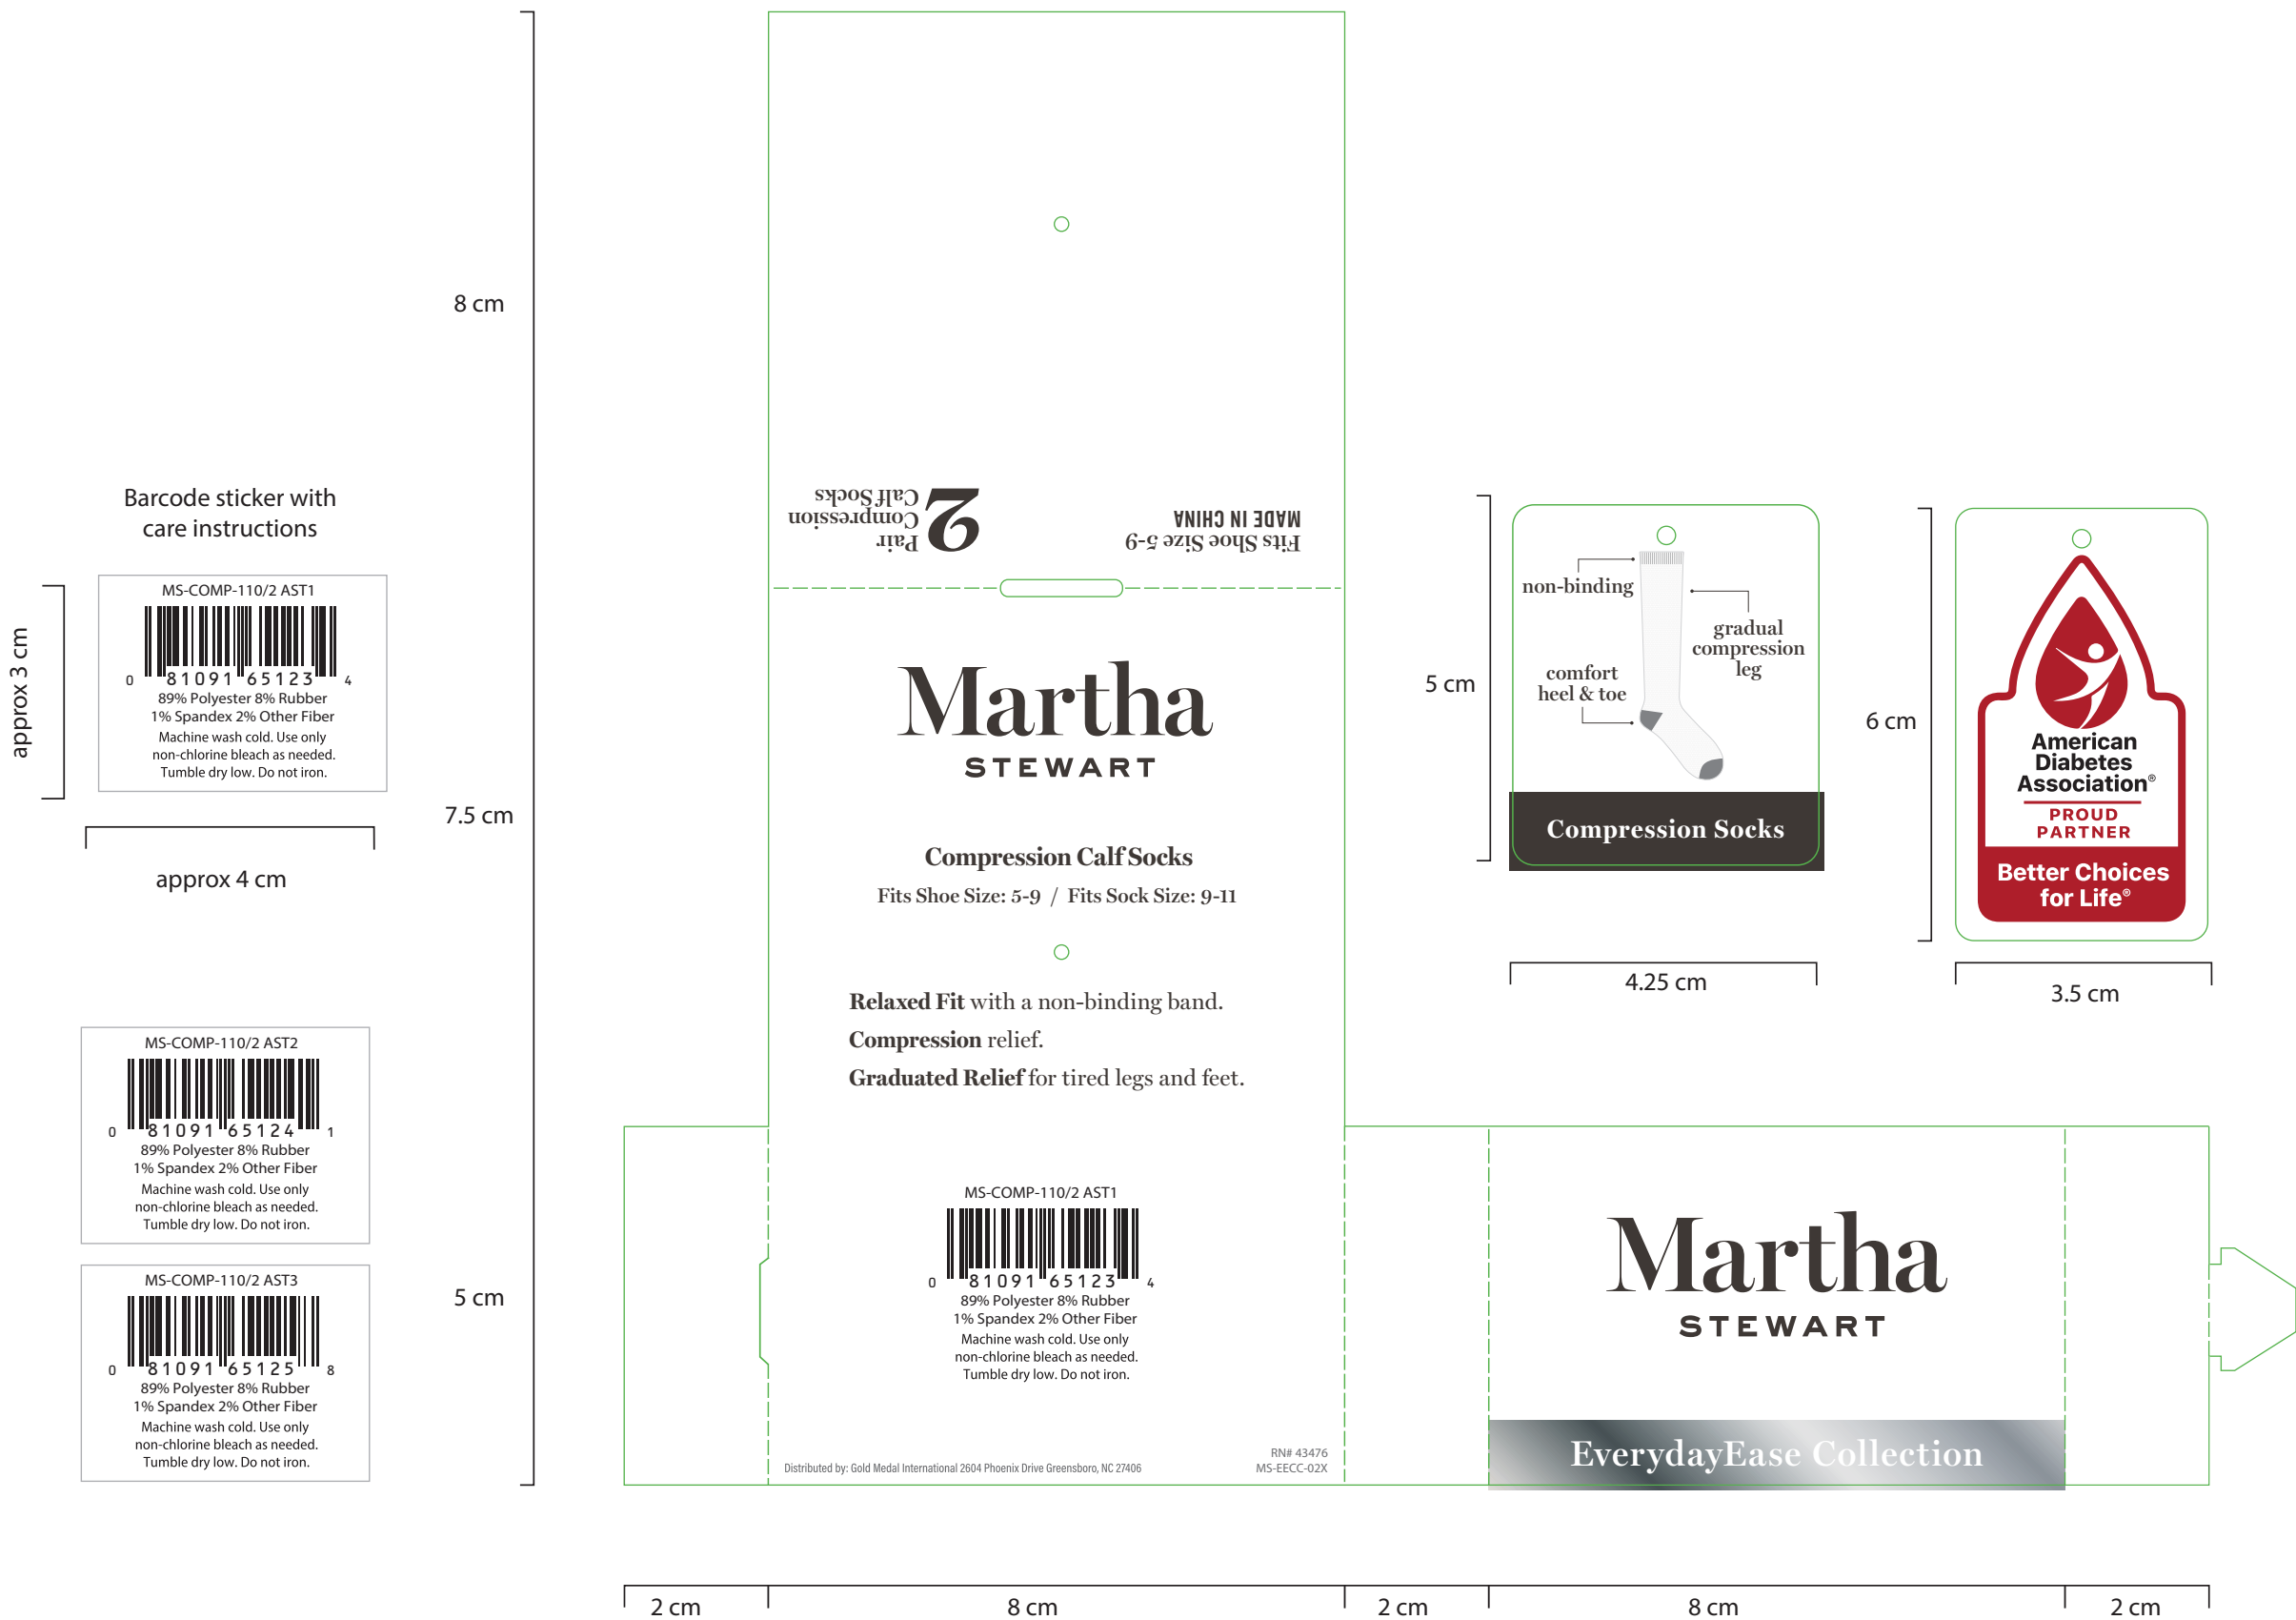 8 cm
7.5 cm
5 cm
Barcode sticker with
care instructions
approx 3 cm
MS-COMP-110/2 AST1
0 81091 65123 4
89% Polyester 8% Rubber
1% Spandex 2% Other Fiber
Machine wash cold. Use only
non-chlorine bleach as needed.
Tumble dry low. Do not iron.
approx 4 cm
MS-COMP-110/2 AST2
0 81091 65124 1
89% Polyester 8% Rubber
1% Spandex 2% Other Fiber
Machine wash cold. Use only
non-chlorine bleach as needed.
Tumble dry low. Do not iron.
MS-COMP-110/2 AST3
0 81091 65125 8
89% Polyester 8% Rubber
1% Spandex 2% Other Fiber
Machine wash cold. Use only
non-chlorine bleach as needed.
Tumble dry low. Do not iron.
2
Pair
Compression
Calf Socks
Fits Shoe Size 5-9
MADE IN CHINA
Martha
STEWART
Compression Calf Socks
Fits Shoe Size: 5-9 / Fits Sock Size: 9-11
Relaxed Fit with a non-binding band.
Compression relief.
Graduated Relief for tired legs and feet.
MS-COMP-110/2 AST1
0 81091 65123 4
89% Polyester 8% Rubber
1% Spandex 2% Other Fiber
Machine wash cold. Use only
non-chlorine bleach as needed.
Tumble dry low. Do not iron.
RN# 43476
Distributed by: Gold Medal International 2604 Phoenix Drive Greensboro, NC 27406
MS-EECC-02X
5 cm
non-binding
gradual
compression
leg
comfort
heel & toe
Compression Socks
4.25 cm
6 cm
American
Diabetes
Association®
PROUD
PARTNER
Better Choices
for Life®
3.5 cm
Martha
STEWART
EverydayEase Collection
2 cm
8 cm
2 cm
8 cm
2 cm